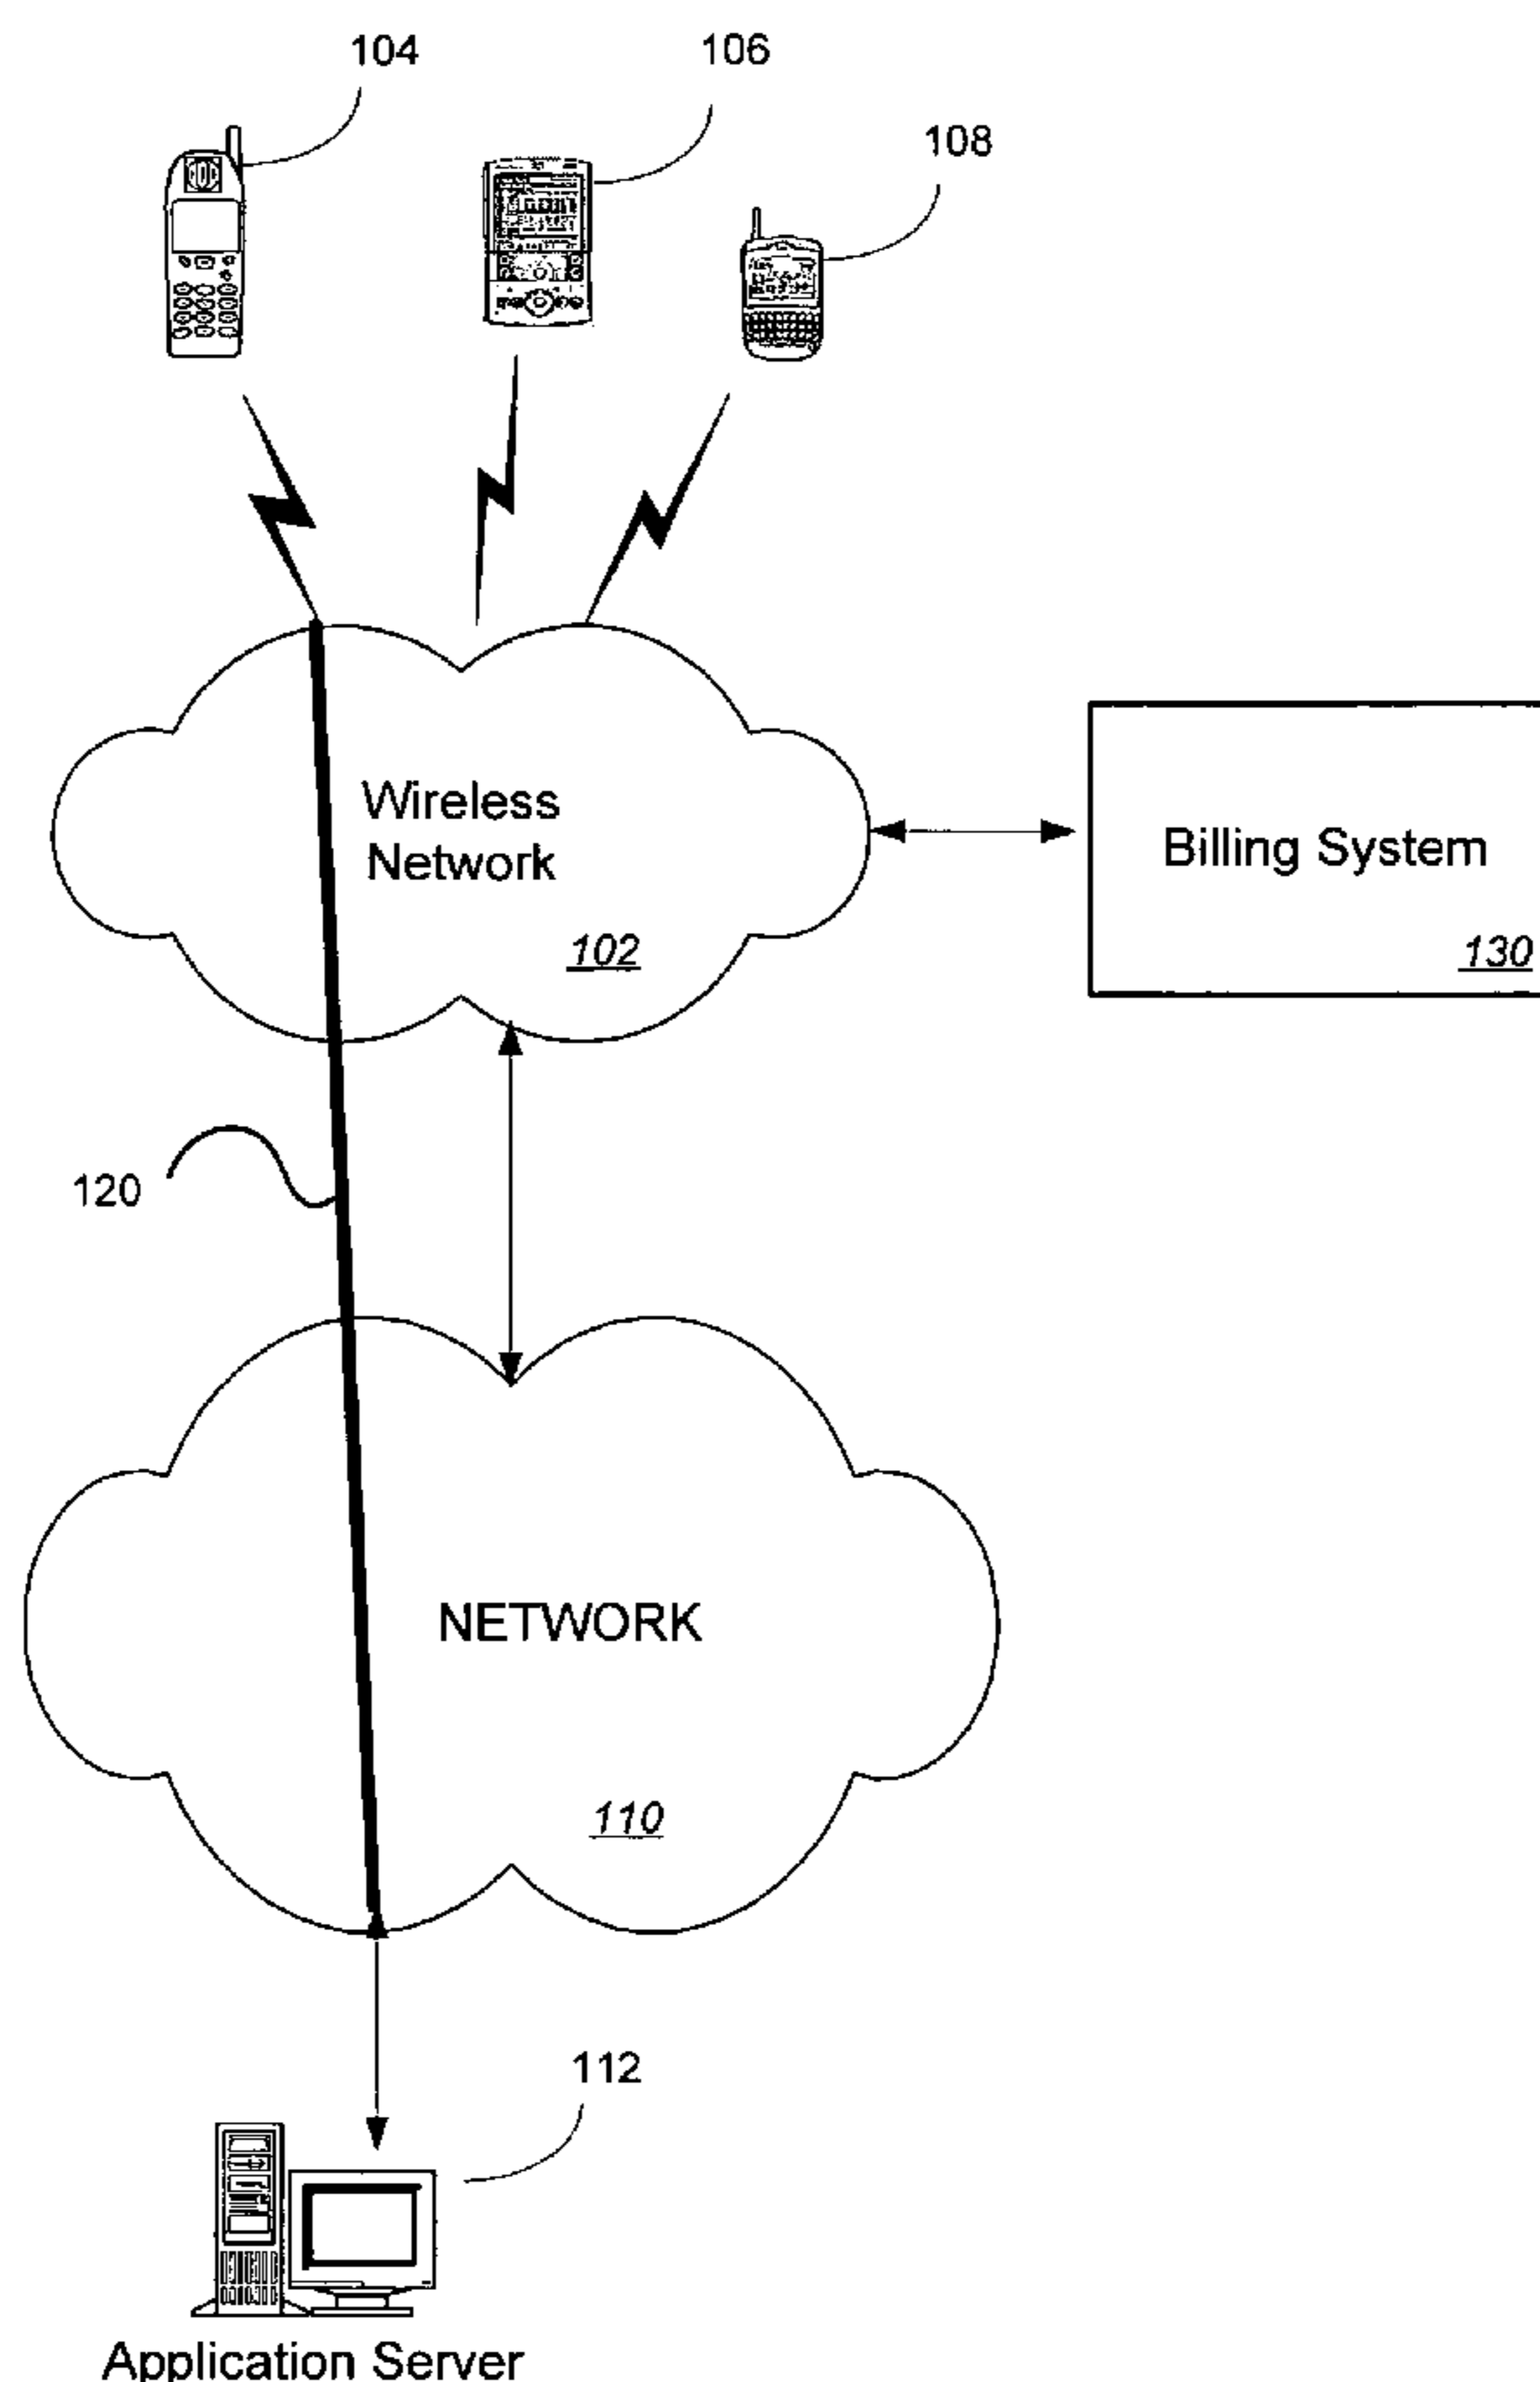 104
106
108
Wireless
Network
102
Billing System
130
120
NETWORK
110
112
Application Server